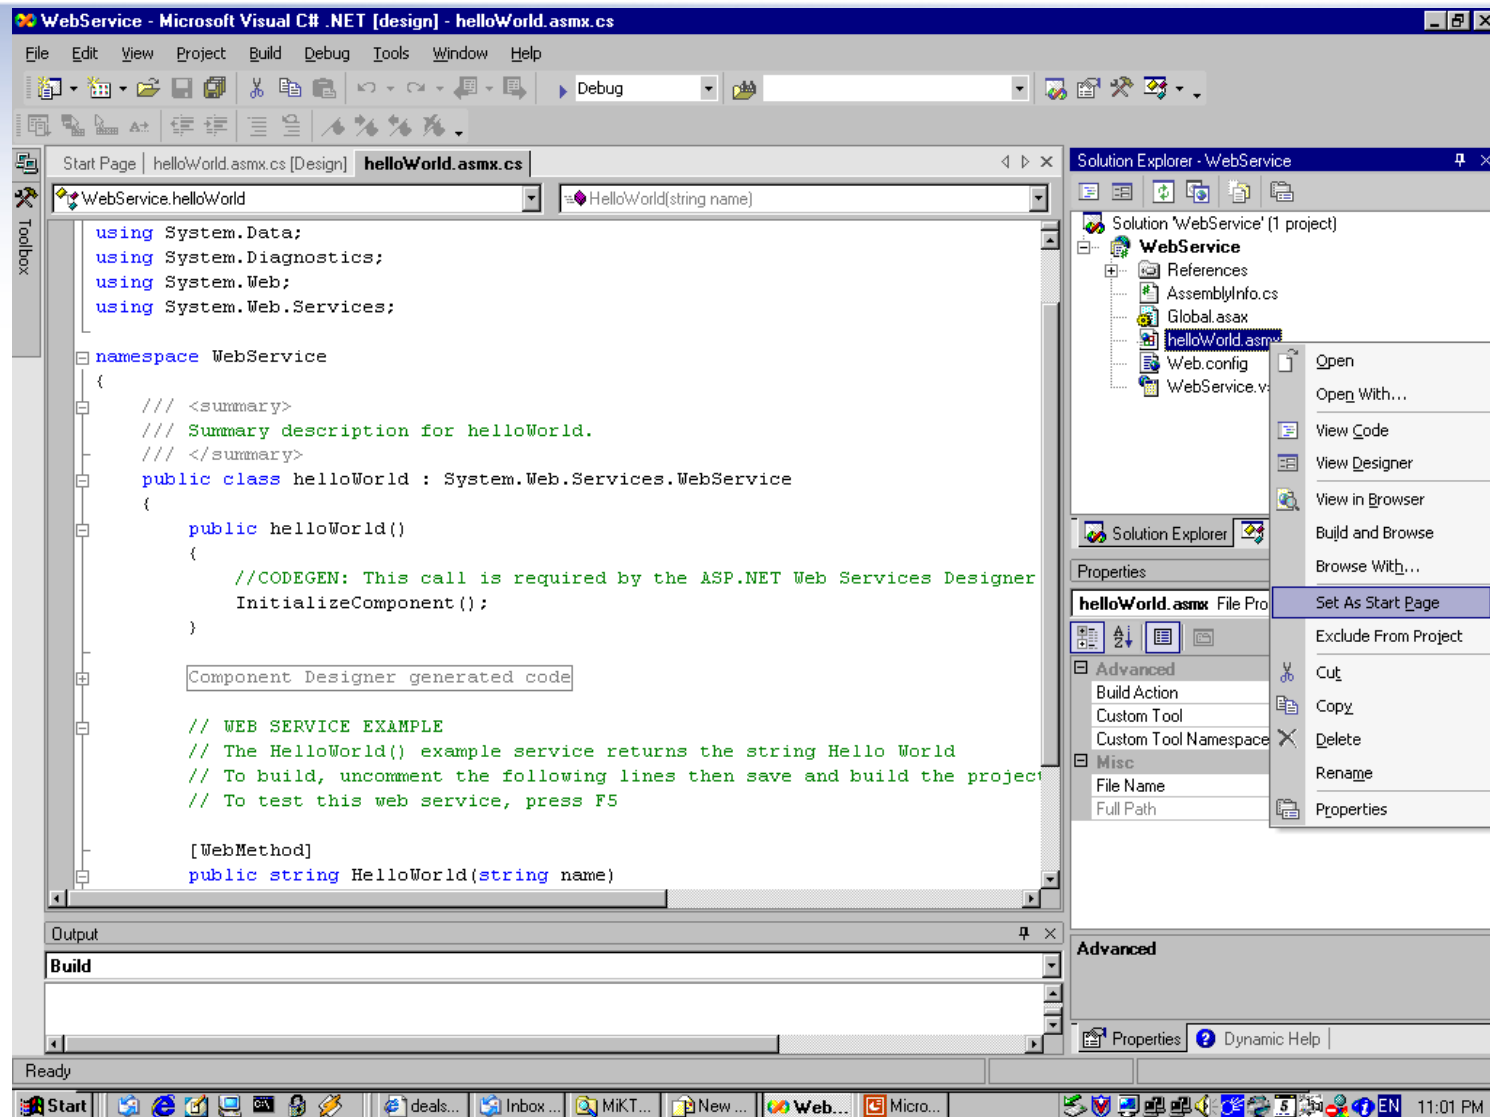 WebService - Microsoft Visual C# .NET [design] - helloWorld.asmx.cs
File Edit View Project Build Debug Tools Window Help
Debug
Start Page helloWorld.asmx.cs [Design] helloWorld.asmx.cs
WebService.helloWorld HelloWorld(string name)
Toolbox
using System.Data;
using System.Diagnostics;
using System.Web;
using System.Web.Services;
namespace WebService
{
/// <summary>
/// Summary description for helloWorld.
/// </summary>
public class helloWorld : System.Web.Services.WebService
{
public helloWorld()
{
//CODEGEN: This call is required by the ASP.NET Web Services Designer
InitializeComponent();
}
Component Designer generated code
// WEB SERVICE EXAMPLE
// The HelloWorld() example service returns the string Hello World
// To build, uncomment the following lines then save and build the project
// To test this web service, press F5
[WebMethod]
public string HelloWorld(string name)
Output
Build
Solution Explorer - WebService
Solution 'WebService' (1 project)
WebService
References
AssemblyInfo.cs
Global.asax
helloWorld.asmx
Web.config
WebService.v
Open
Open With...
View Code
View Designer
View in Browser
Build and Browse
Browse With...
Set As Start Page
Exclude From Project
Cut
Copy
Delete
Rename
Properties
Solution Explorer
Properties
helloWorld.asmx File Pro
Advanced
Build Action
Custom Tool
Custom Tool Namespace
Misc
File Name
Full Path
Advanced
Properties Dynamic Help
Ready
Start deals... Inbox ... MiKT... New ... Web... Micro... 5 EN 11:01 PM